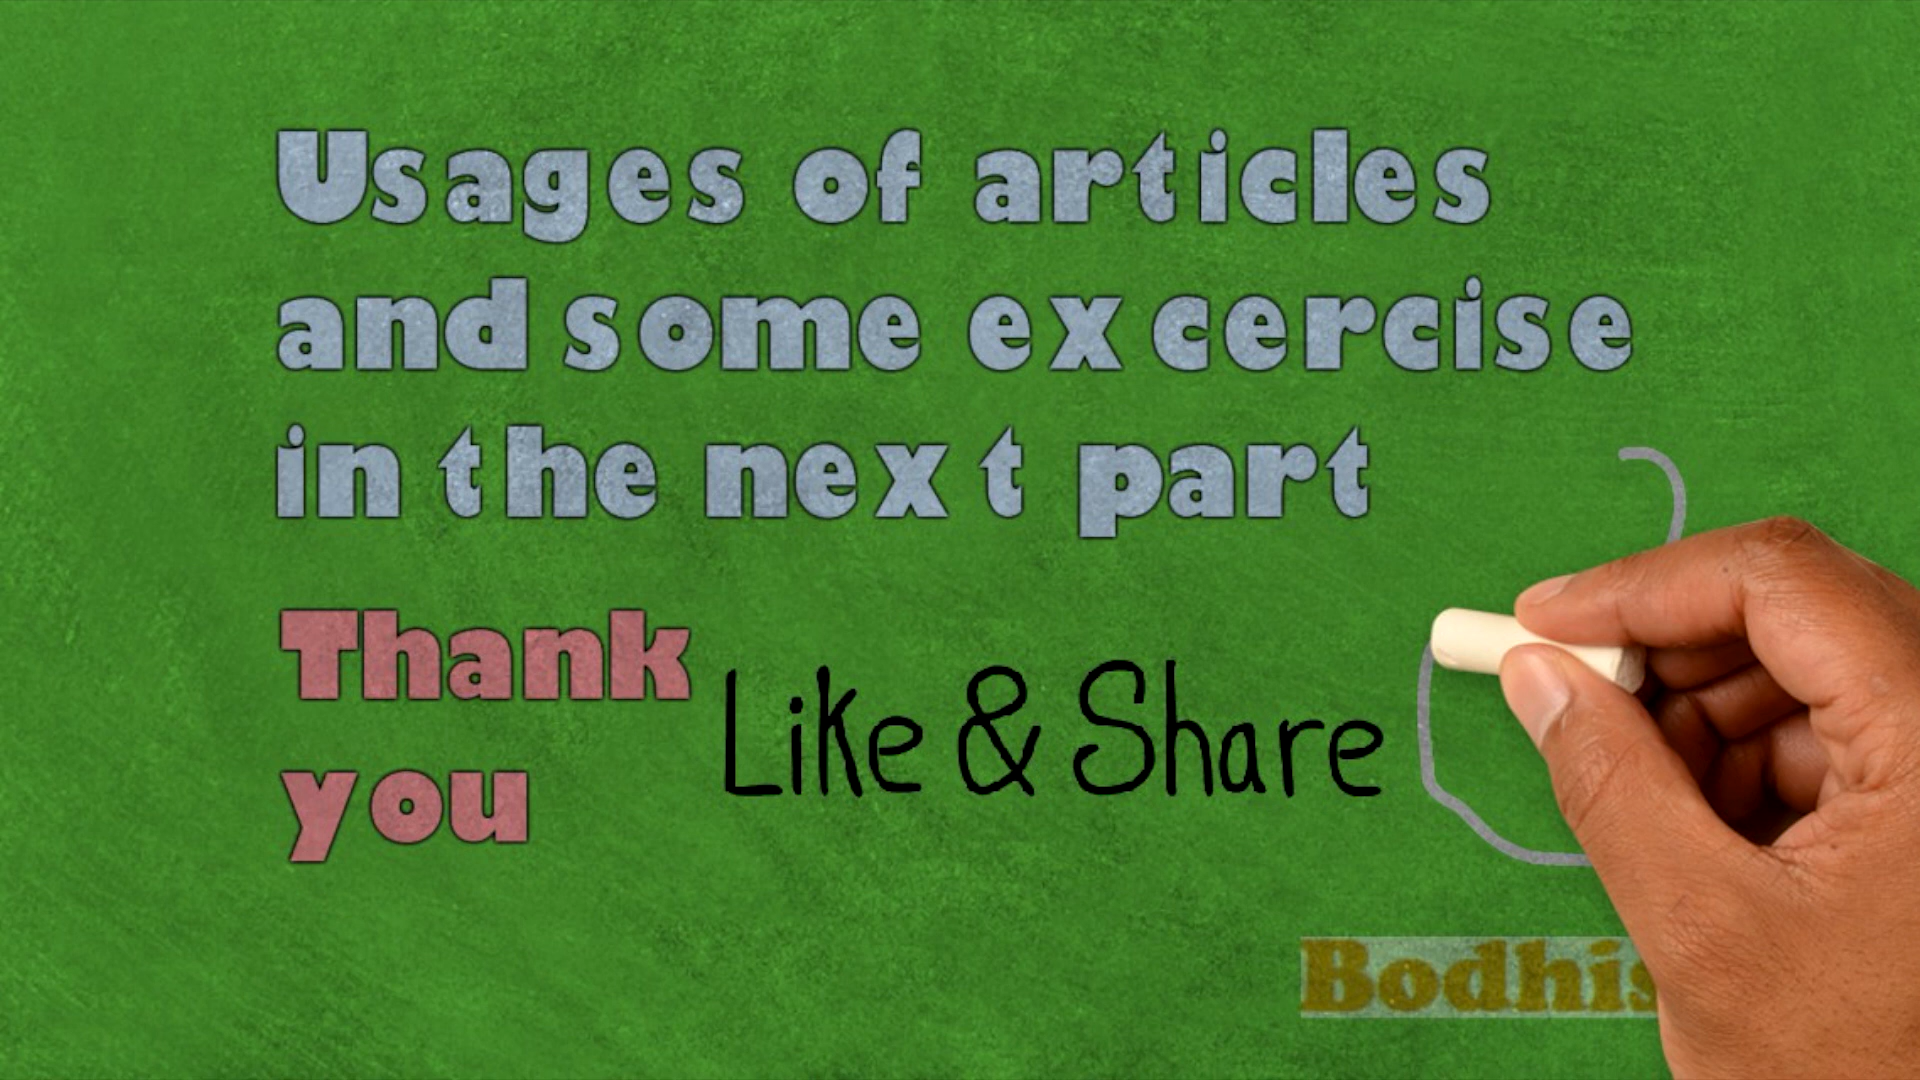 Usages of articles
and some excercise
in the next part
Thank
you
Like & Share